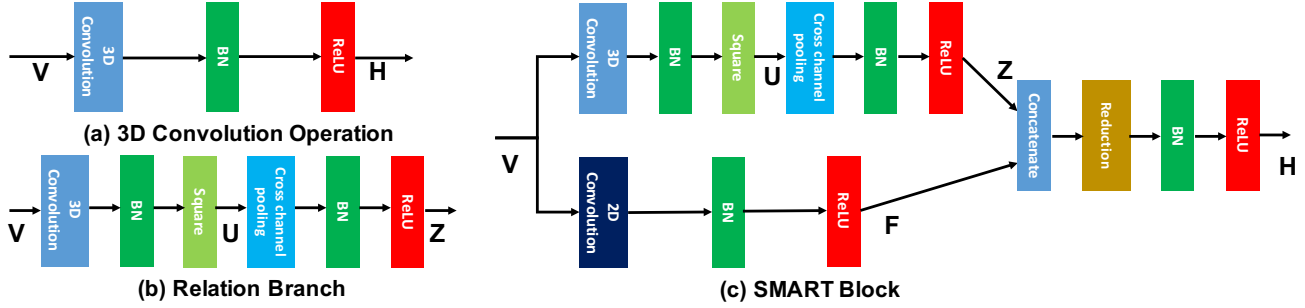 V
3D
Convolution
BN
ReLU
H
(a) 3D Convolution Operation
V
3D
Convolution
BN
Square
U
Cross channel
pooling
BN
ReLU
Z
(b) Relation Branch
V
3D
Convolution
BN
Square
U
Cross channel
pooling
BN
ReLU
Z
2D
Convolution
BN
ReLU
F
Concatenate
Reduction
BN
ReLU
H
(c) SMART Block